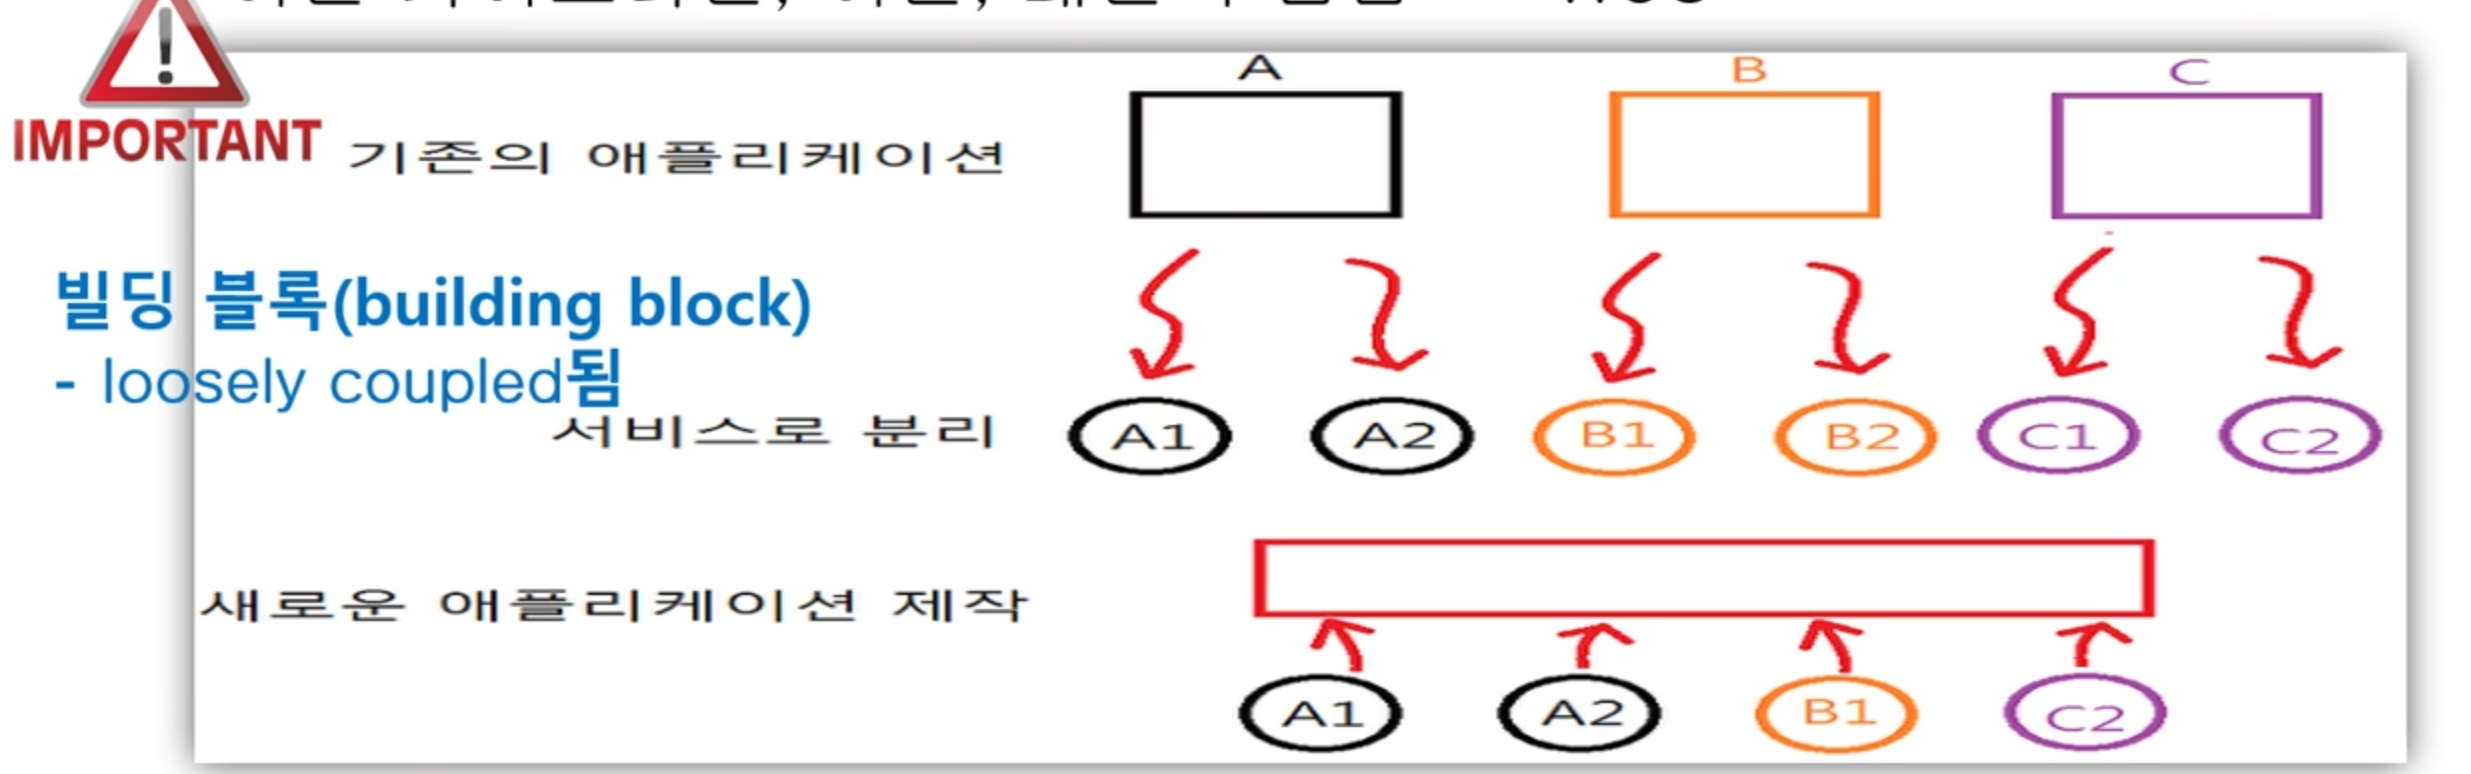 A B C
IMPORTANT
기존의 애플리케이션
빌딩 블록(building block)
- loosely coupled됨
서비스로 분리
A1 A2 B1 B2 C1 C2
새로운 애플리케이션 제작
A1 A2 B1 C2